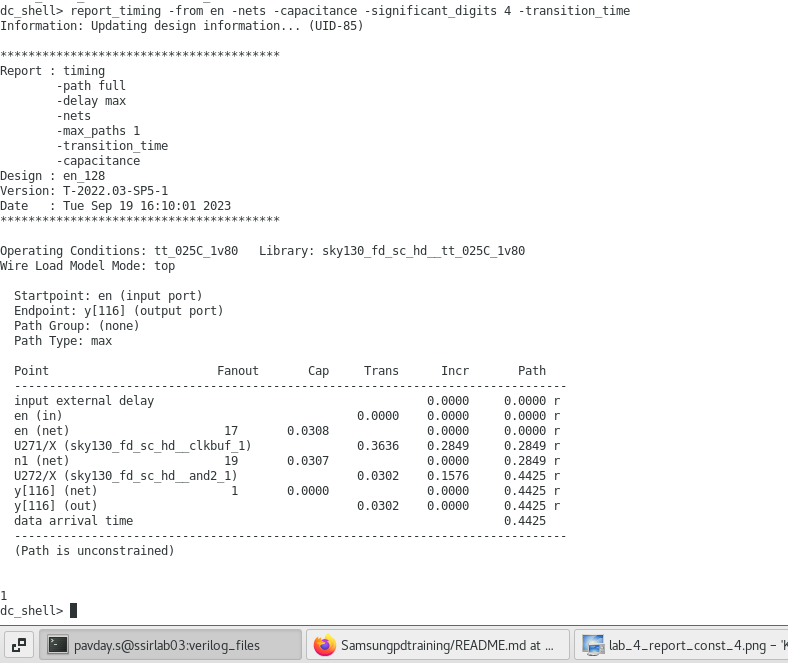 dc_shell> report_timing -from en -nets -capacitance -significant_digits 4 -transition_time
Information: Updating design information... (UID-85)
****************************************
Report : timing
        -path full
        -delay max
        -nets
        -max_paths 1
        -transition_time
        -capacitance
Design : en_128
Version: T-2022.03-SP5-1
Date   : Tue Sep 19 16:10:01 2023
****************************************
Operating Conditions: tt_025C_1v80   Library: sky130_fd_sc_hd__tt_025C_1v80
Wire Load Model Mode: top
  Startpoint: en (input port)
  Endpoint: y[116] (output port)
  Path Group: (none)
  Path Type: max
  Point                        Fanout       Cap     Trans      Incr       Path
  -------------------------------------------------------------------------------
  input external delay                                       0.0000     0.0000 r
  en (in)                                          0.0000    0.0000     0.0000 r
  en (net)                      17       0.0308              0.0000     0.0000 r
  U271/X (sky130_fd_sc_hd__clkbuf_1)               0.3636    0.2849     0.2849 r
  n1 (net)                      19       0.0307              0.0000     0.2849 r
  U272/X (sky130_fd_sc_hd__and2_1)                 0.0302    0.1576     0.4425 r
  y[116] (net)                   1       0.0000              0.0000     0.4425 r
  y[116] (out)                                     0.0302    0.0000     0.4425 r
  data arrival time                                                     0.4425
  -------------------------------------------------------------------------------
  (Path is unconstrained)
1
dc_shell>
pavday.s@ssirlab03:verilog_files
Samsungpdtraining/README.md at ...
lab_4_report_const_4.png – 'K